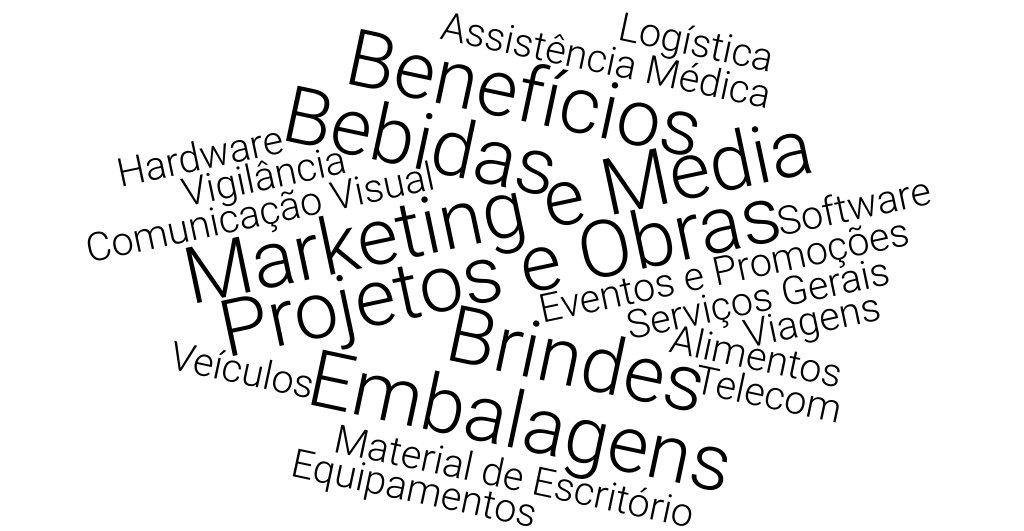 Logística
Assistência Médica
Benefícios
Bebidas
Hardware
Vigilância
Comunicação Visual
Marketing e Média
Projetos e Obras
Software
Eventos e Promoções
Serviços Gerais
Viagens
Brindes
Alimentos
Telecom
Veículos
Embalagens
Material de Escritório
Equipamentos